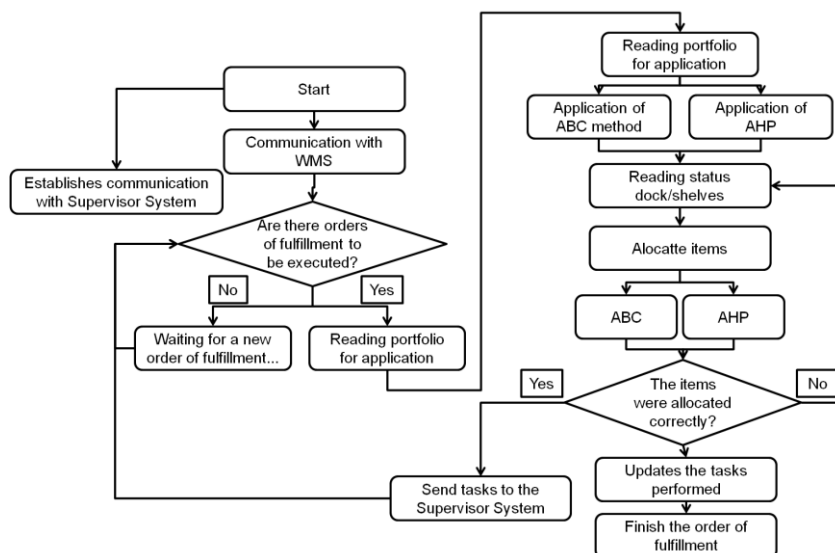 Start
Communication with
WMS
Establishes communication
with Supervisor System
Are there orders
of fulfillment to
be executed?
No
Yes
Waiting for a new
order of fulfillment...
Reading portfolio
for application
Reading portfolio
for application
Application of
ABC method
Application of
AHP
Reading status
dock/shelves
Alocatte items
ABC
AHP
Yes
The items
were allocated
correctly?
No
Send tasks to the
Supervisor System
Updates the tasks
performed
Finish the order of
fulfillment